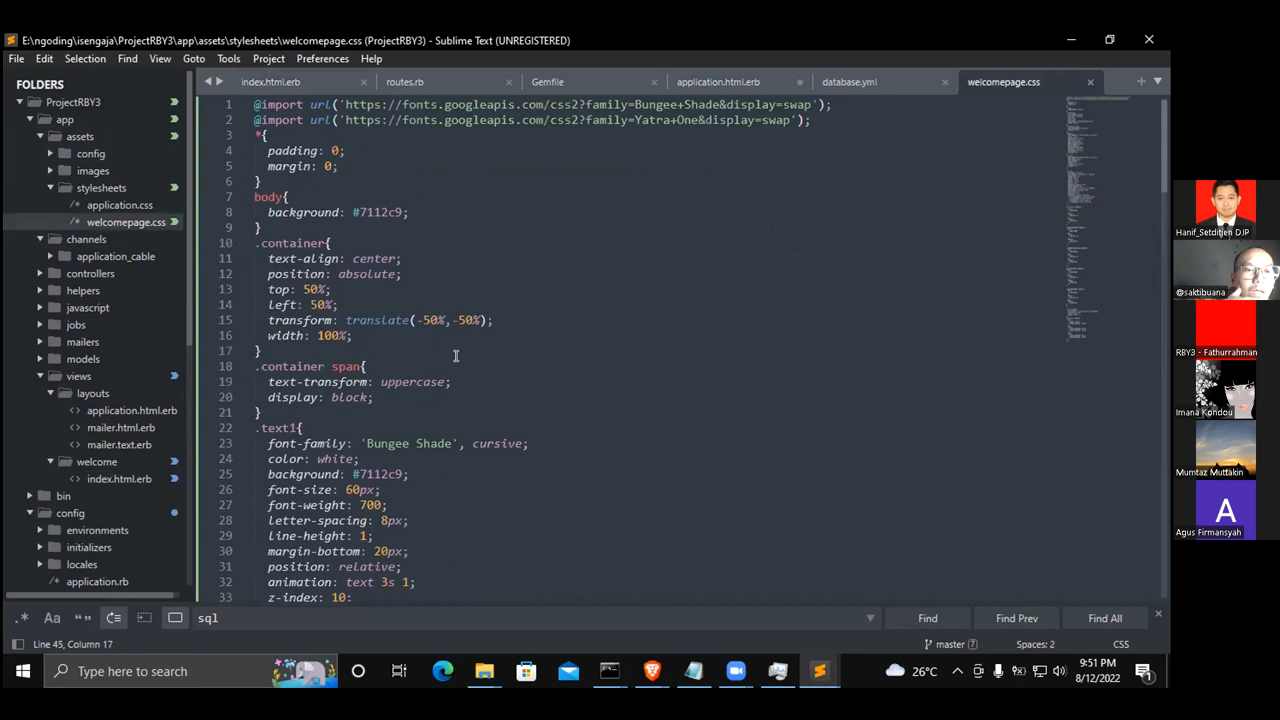 E:\ngoding\isengaja\ProjectRBY3\app\assets\stylesheets\welcomepage.css (ProjectRBY3) - Sublime Text (UNREGISTERED)
File Edit Selection Find View Goto Tools Project Preferences Help
FOLDERS
ProjectRBY3
app
assets
config
images
stylesheets
application.css
welcomepage.css
channels
application_cable
controllers
helpers
javascript
jobs
mailers
models
views
layouts
application.html.erb
mailer.html.erb
mailer.text.erb
welcome
index.html.erb
bin
config
environments
initializers
locales
application.rb
index.html.erb routes.rb Gemfile application.html.erb database.yml welcomepage.css
1 @import url('https://fonts.googleapis.com/css2?family=Bungee+Shade&display=swap');
2 @import url('https://fonts.googleapis.com/css2?family=Yatra+One&display=swap');
3 *{
4 padding: 0;
5 margin: 0;
6 }
7 body{
8 background: #7112c9;
9 }
10 .container{
11 text-align: center;
12 position: absolute;
13 top: 50%;
14 left: 50%;
15 transform: translate(-50%,-50%);
16 width: 100%;
17 }
18 .container span{
19 text-transform: uppercase;
20 display: block;
21 }
22 .text1{
23 font-family: 'Bungee Shade', cursive;
24 color: white;
25 background: #7112c9;
26 font-size: 60px;
27 font-weight: 700;
28 letter-spacing: 8px;
29 line-height: 1;
30 margin-bottom: 20px;
31 position: relative;
32 animation: text 3s 1;
33 z-index: 10;
.* Aa “” sql Find Find Prev Find All
Line 45, Column 17 master 7 Spaces: 2 CSS
Type here to search
26°C
9:51 PM
8/12/2022
1
Hanif_Setditjen DJP
@saktibuana
RBY3 - Fathurrahman
Imana Kondou
Mumtaz Muttakin
A
Agus Firmansyah